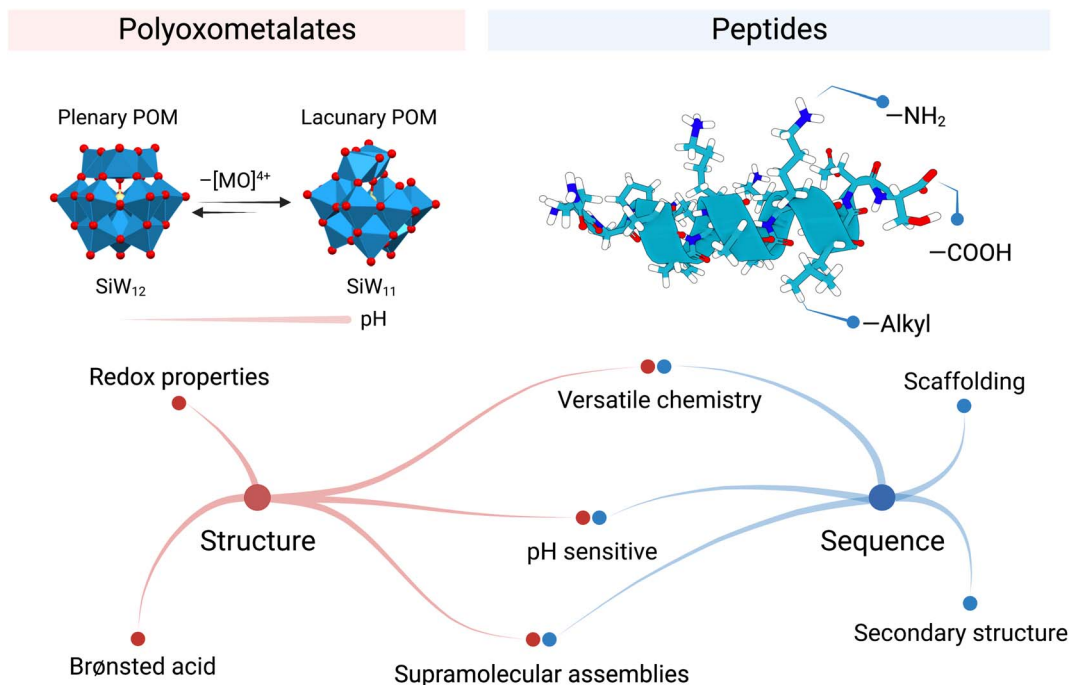 Polyoxometalates
Peptides
Plenary POM
Lacunary POM
–[MO]⁴⁺
SiW₁₂
SiW₁₁
pH
–NH₂
–COOH
–Alkyl
Redox properties
Versatile chemistry
Scaffolding
Structure
pH sensitive
Sequence
Brønsted acid
Supramolecular assemblies
Secondary structure